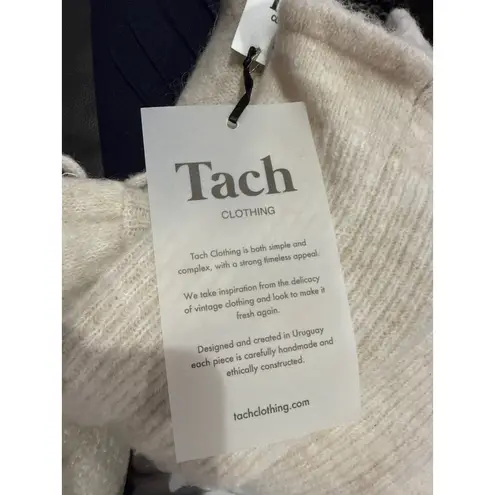 Tach
CLOTHING
Tach Clothing is both simple and
complex, with a strong timeless appeal.
We take inspiration from the delicacy
of vintage clothing and look to make it
fresh again.
Designed and created in Uruguay
each piece is carefully handmade and
ethically constructed.
tachclothing.com